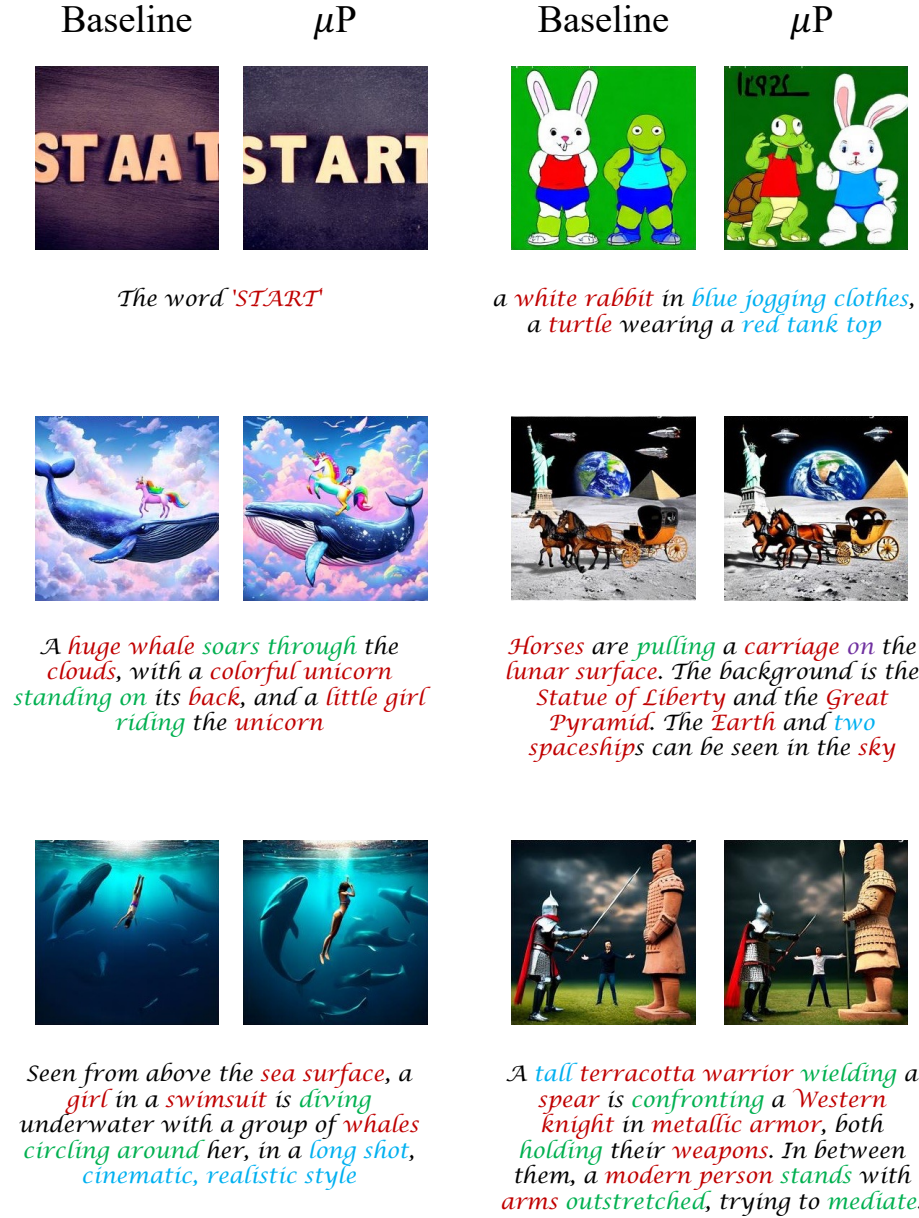 Baseline μP Baseline μP
STAAT START
The word 'START'
a white rabbit in blue jogging clothes,
a turtle wearing a red tank top
A huge whale soars through the
clouds, with a colorful unicorn
standing on its back, and a little girl
riding the unicorn
Horses are pulling a carriage on the
lunar surface. The background is the
Statue of Liberty and the Great
Pyramid. The Earth and two
spaceships can be seen in the sky
Seen from above the sea surface, a
girl in a swimsuit is diving
underwater with a group of whales
circling around her, in a long shot,
cinematic, realistic style
A tall terracotta warrior wielding a
spear is confronting a Western
knight in metallic armor, both
holding their weapons. In between
them, a modern person stands with
arms outstretched, trying to mediate.